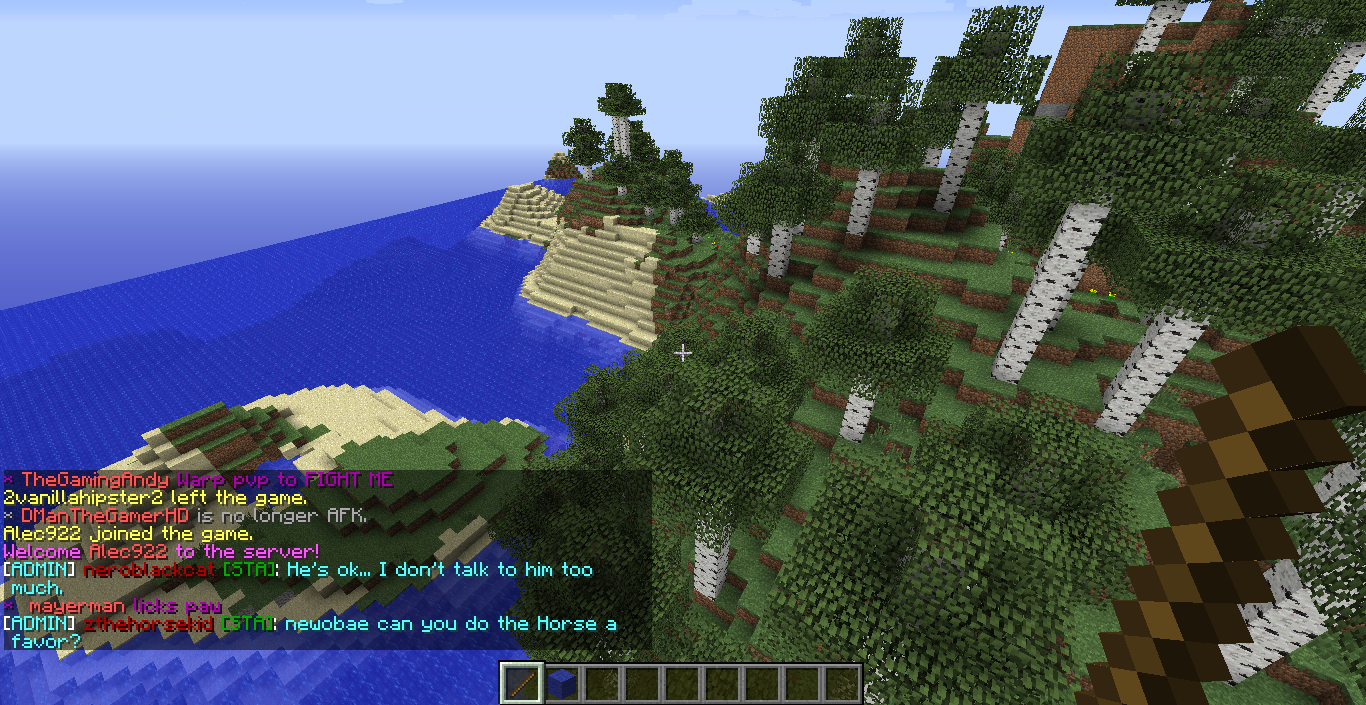 * TheGamingAndy Warp pvp to FIGHT ME
2vanillahipster2 left the game.
* DManTheGamerHD is no longer AFK.
Alec922 joined the game.
Welcome Alec922 to the server!
[ADMIN] neroblackcat [STA]: He's ok... I don't talk to him too
much.
* mayerman licks pau
[ADMIN] zthehorsekid [STA]: newobae can you do the Horse a
favor?